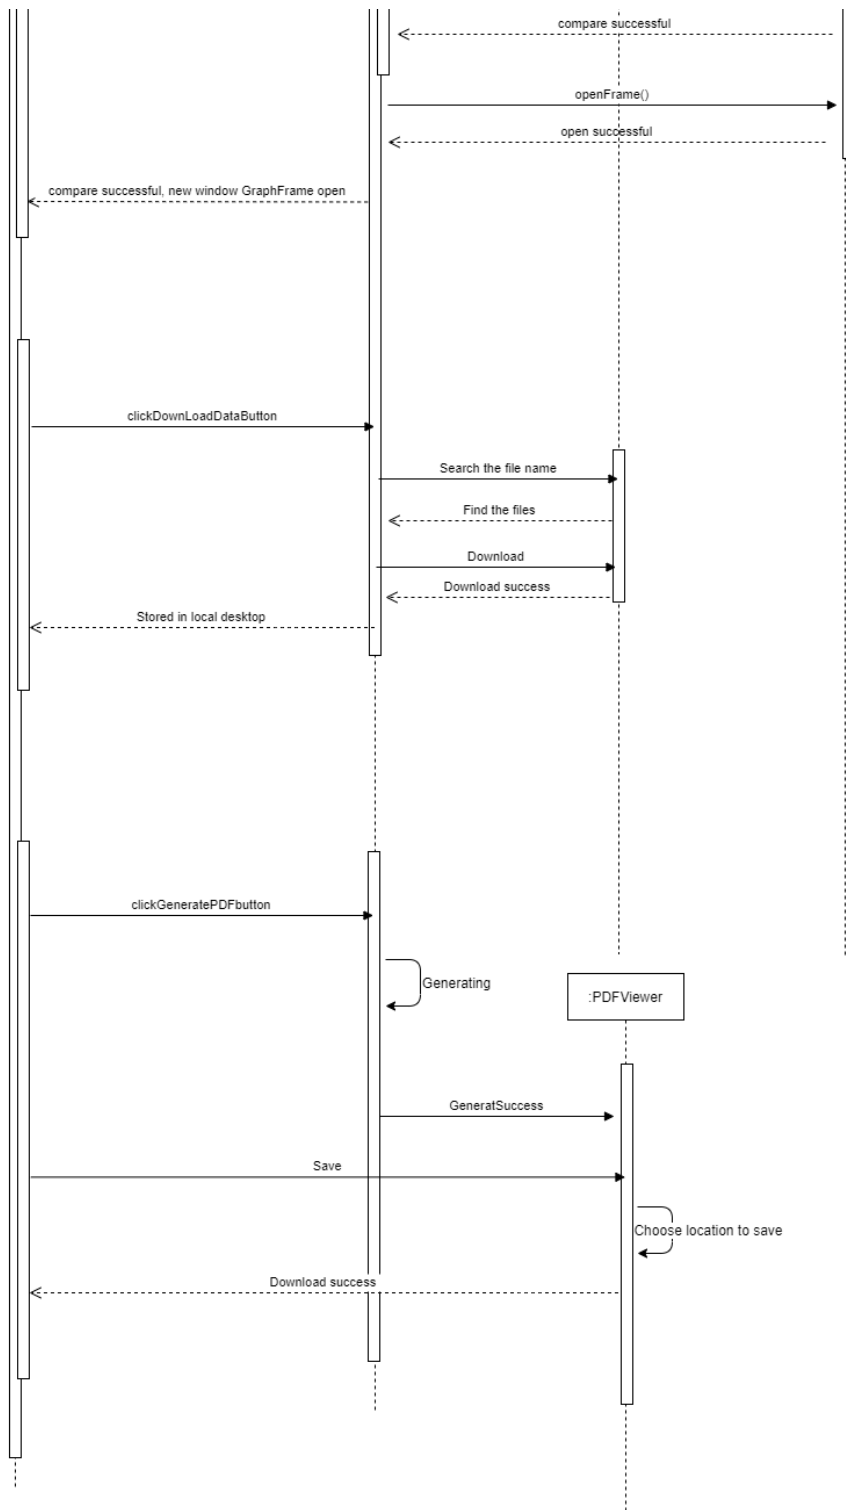 compare successful
openFrame()
open successful
compare successful, new window GraphFrame open
clickDownLoadDataButton
Search the file name
Find the files
Download
Download success
Stored in local desktop
clickGeneratePDFbutton
Generating
:PDFViewer
GeneratSuccess
Save
Choose location to save
Download success